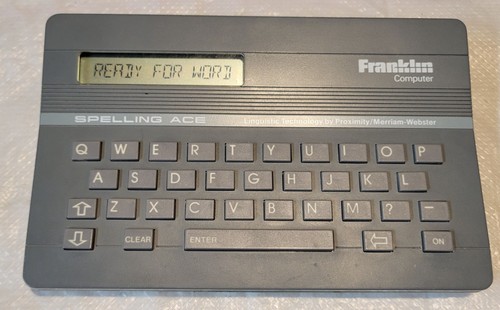 READY FOR WORD
Franklin
Computer
SPELLING ACE
Linguistic Technology by Proximity/Merriam-Webster
Q W E R T Y U I O P
A S D F G H J K L
⇧ Z X C V B N M ? –
⇩ CLEAR ENTER ⇦ ON